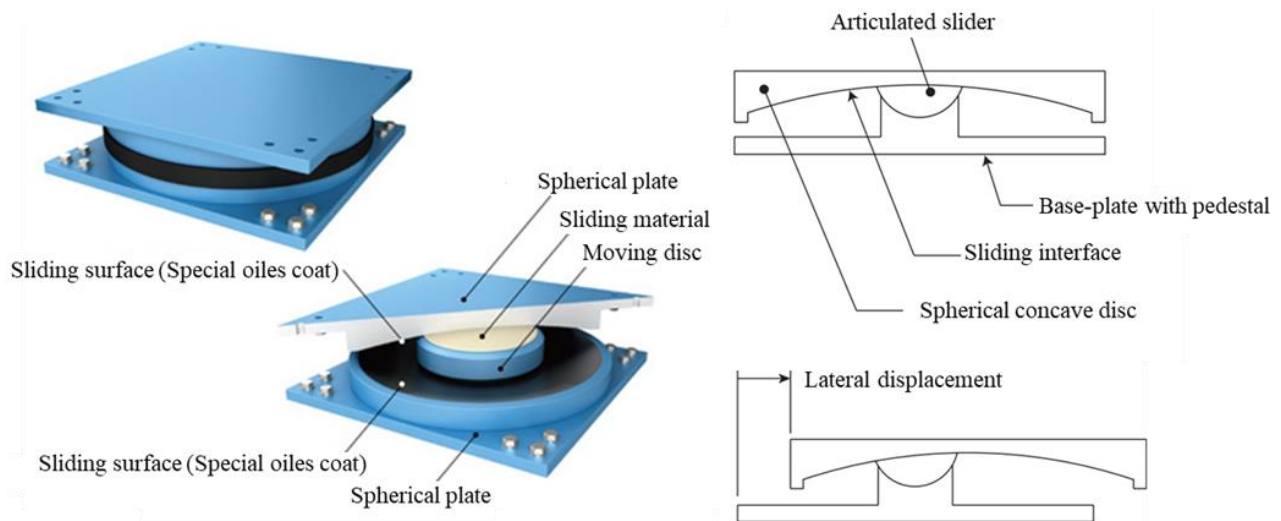 Spherical plate
Sliding material
Moving disc
Sliding surface (Special oiles coat)
Sliding surface (Special oiles coat)
Spherical plate
Articulated slider
Base-plate with pedestal
Sliding interface
Spherical concave disc
Lateral displacement